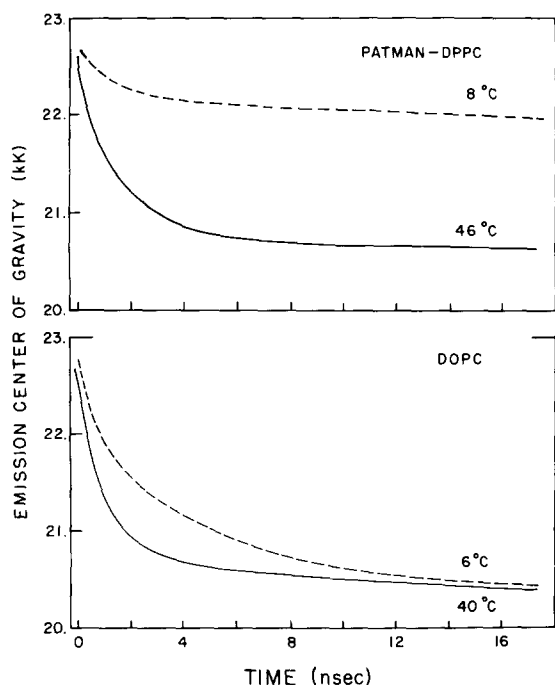 23.
22.
21.
20.
PATMAN-DPPC
8°C
46°C
EMISSION CENTER OF GRAVITY (kK)
23.
22.
21.
20.
DOPC
6°C
40°C
0 4 8 12 16
TIME (nsec)